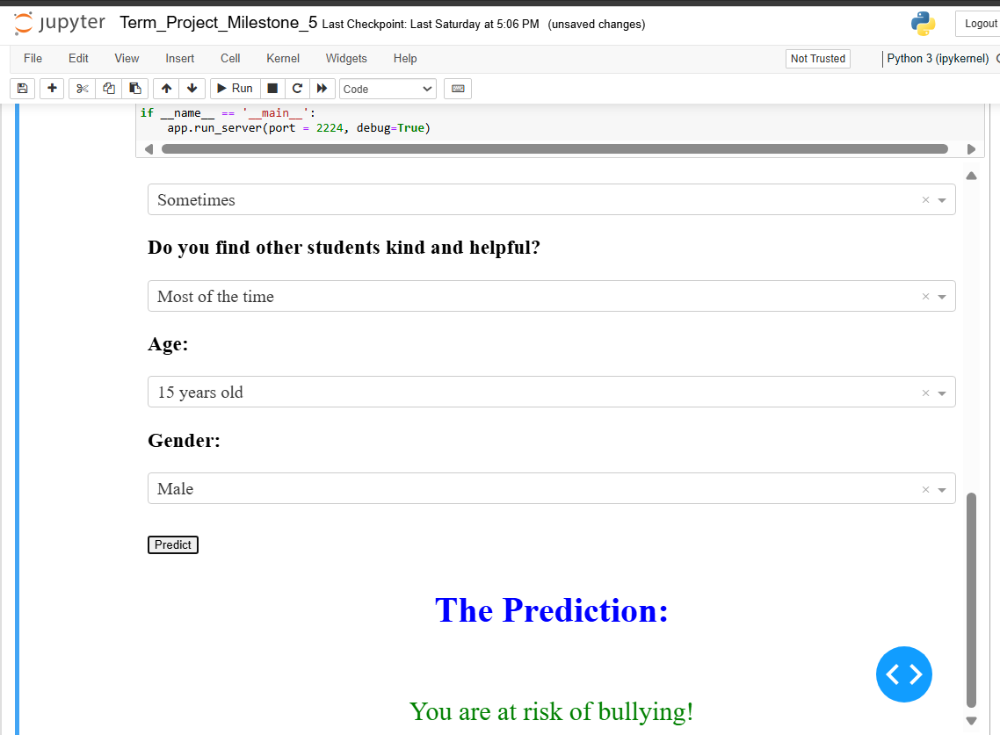 jupyter Term_Project_Milestone_5 Last Checkpoint: Last Saturday at 5:06 PM (unsaved changes) Logout
File Edit View Insert Cell Kernel Widgets Help Not Trusted Python 3 (ipykernel)
Run Code
if __name__ == '__main__':
    app.run_server(port = 2224, debug=True)
Sometimes
Do you find other students kind and helpful?
Most of the time
Age:
15 years old
Gender:
Male
Predict
The Prediction:
You are at risk of bullying!